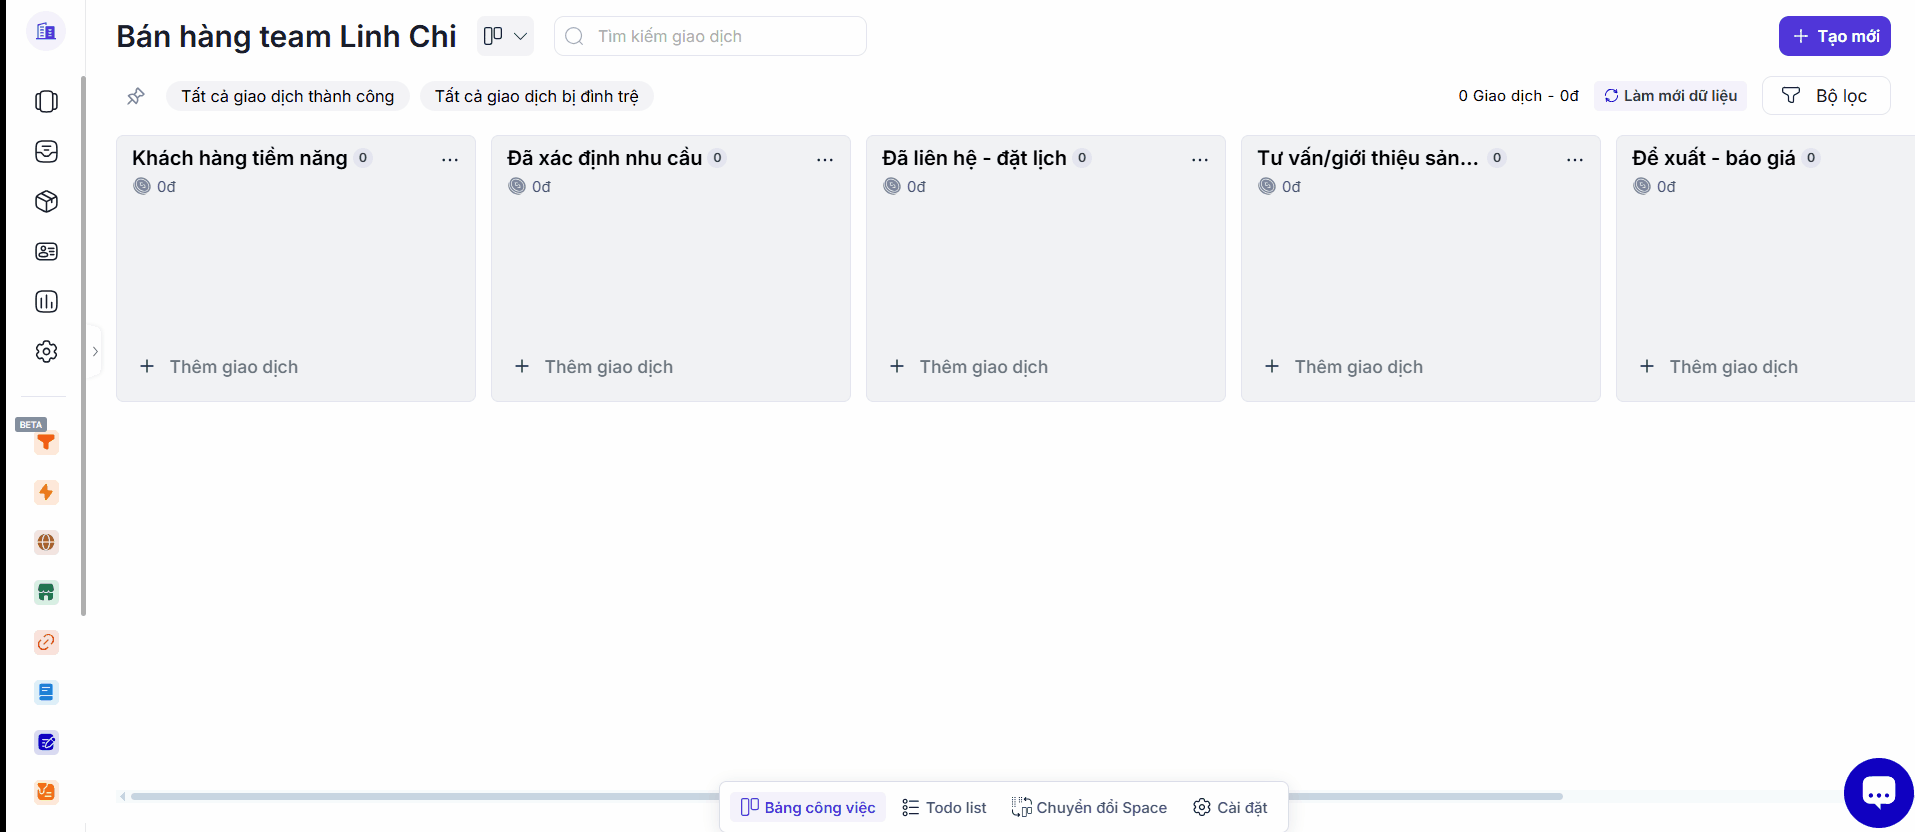 Bán hàng team Linh Chi
Tìm kiếm giao dịch
Tạo mới
Tất cả giao dịch thành công
Tất cả giao dịch bị đình trệ
0 Giao dịch - 0đ
Làm mới dữ liệu
Bộ lọc
Khách hàng tiềm năng 0
0đ
Thêm giao dịch
Đã xác định nhu cầu 0
0đ
Thêm giao dịch
Đã liên hệ - đặt lịch 0
0đ
Thêm giao dịch
Tư vấn/giới thiệu sản... 0
0đ
Thêm giao dịch
Để xuất - báo giá 0
0đ
Thêm giao dịch
BETA
Bảng công việc
Todo list
Chuyển đổi Space
Cài đặt